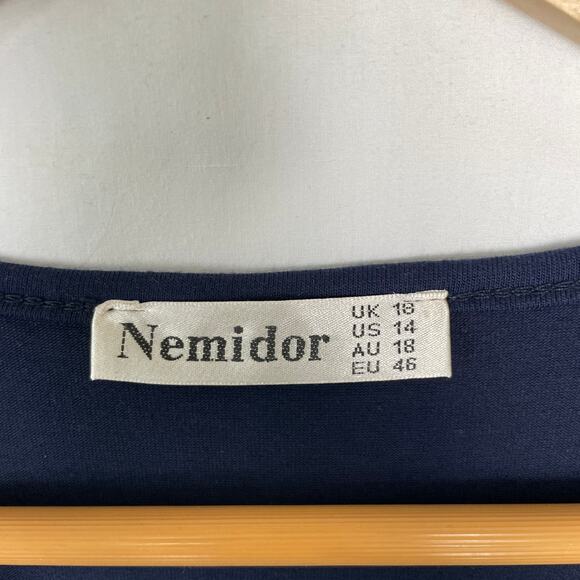 Nemidor
UK 18
US 14
AU 18
EU 46